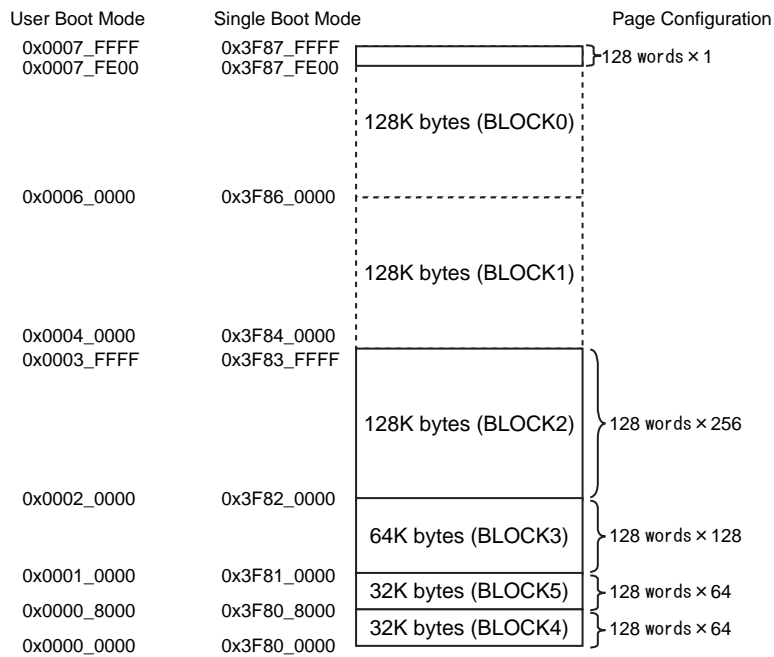 User Boot Mode Single Boot Mode Page Configuration
0x0007_FFFF 0x3F87_FFFF
128 words×1
0x0007_FE00 0x3F87_FE00
128K bytes (BLOCK0)
0x0006_0000 0x3F86_0000
128K bytes (BLOCK1)
0x0004_0000 0x3F84_0000
0x0003_FFFF 0x3F83_FFFF
128K bytes (BLOCK2) 128 words×256
0x0002_0000 0x3F82_0000
64K bytes (BLOCK3) 128 words×128
0x0001_0000 0x3F81_0000
32K bytes (BLOCK5) 128 words×64
0x0000_8000 0x3F80_8000
32K bytes (BLOCK4) 128 words×64
0x0000_0000 0x3F80_0000